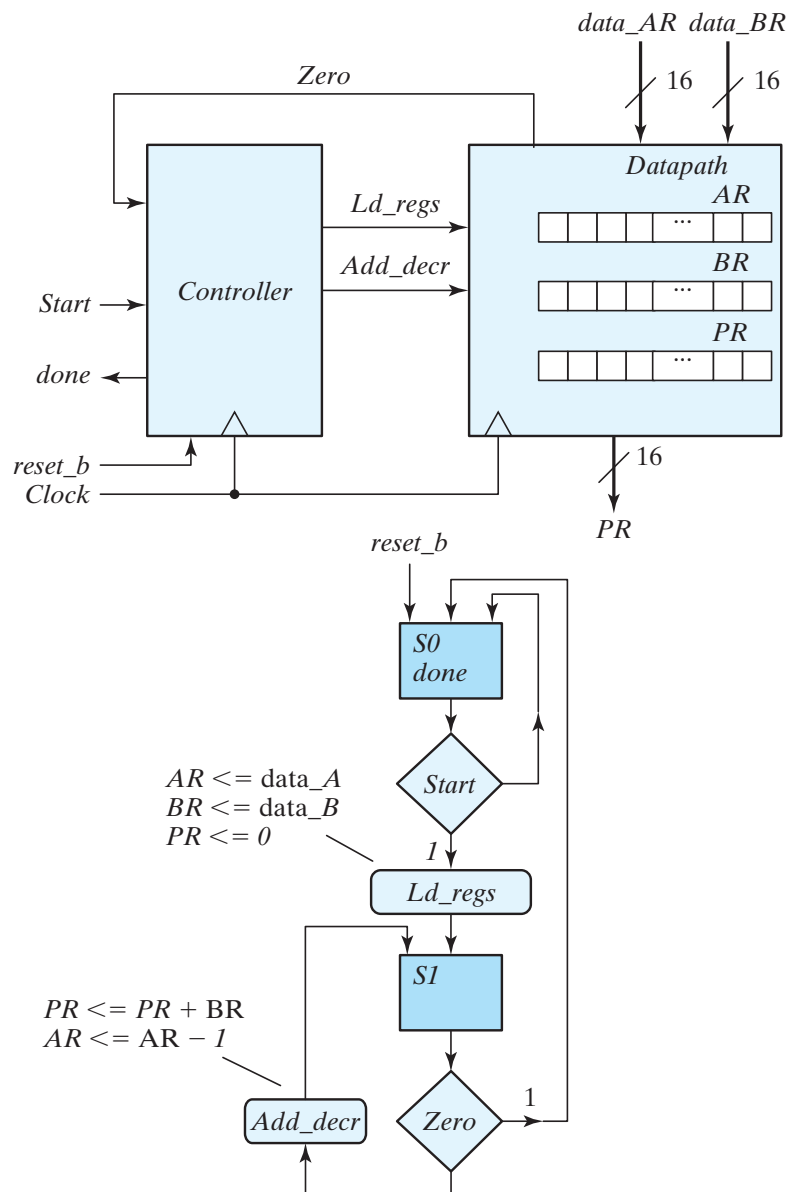 data_AR data_BR
Zero
16
16
Datapath
AR
...
Ld_regs
Add_decr
BR
...
Controller
Start
PR
...
done
reset_b
Clock
16
PR
reset_b
S0
done
Start
AR <= data_A
BR <= data_B
PR <= 0
1
Ld_regs
S1
PR <= PR + BR
AR <= AR − 1
1
Add_decr
Zero